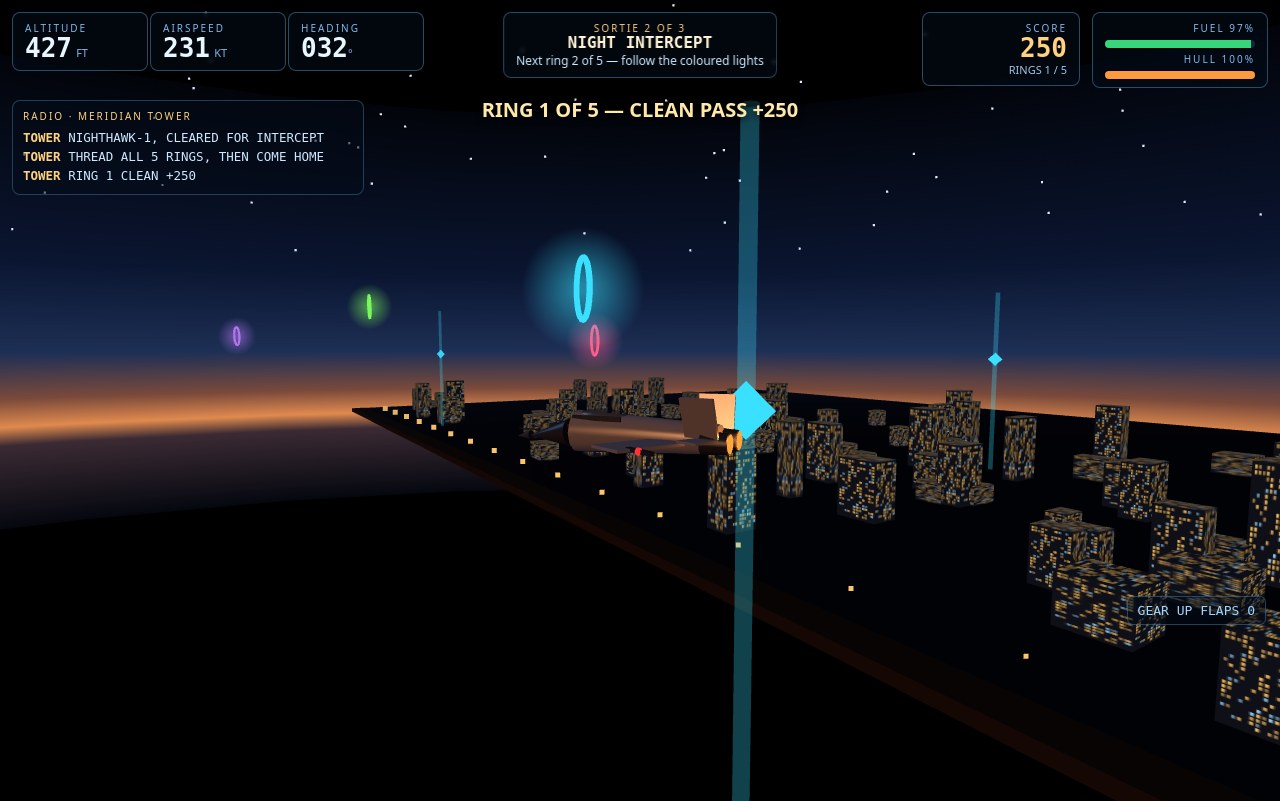 ALTITUDE
427 FT
AIRSPEED
231 KT
HEADING
032°
SORTIE 2 OF 3
NIGHT INTERCEPT
Next ring 2 of 5 — follow the coloured lights
SCORE
250
RINGS 1 / 5
FUEL 97%
HULL 100%
RING 1 OF 5 — CLEAN PASS +250
RADIO · MERIDIAN TOWER
TOWER NIGHTHAWK-1, CLEARED FOR INTERCEPT
TOWER THREAD ALL 5 RINGS, THEN COME HOME
TOWER RING 1 CLEAN +250
GEAR UP FLAPS 0